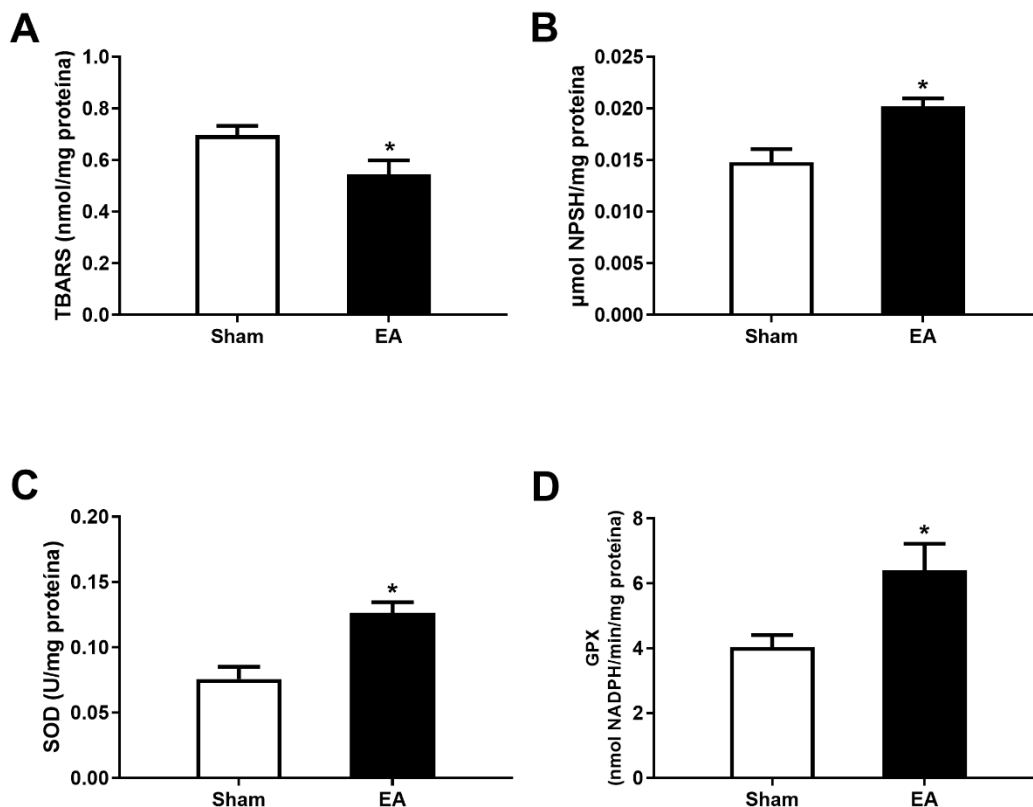 A
TBARS (nmol/mg proteína)
1.0
0.8
0.6
0.4
0.2
0.0
*
Sham
EA
B
µmol NPSH/mg proteína
0.025
0.020
0.015
0.010
0.005
0.000
*
Sham
EA
C
SOD (U/mg proteína)
0.20
0.15
0.10
0.05
0.00
*
Sham
EA
D
GPX
(nmol NADPH/min/mg proteína)
8
6
4
2
0
*
Sham
EA